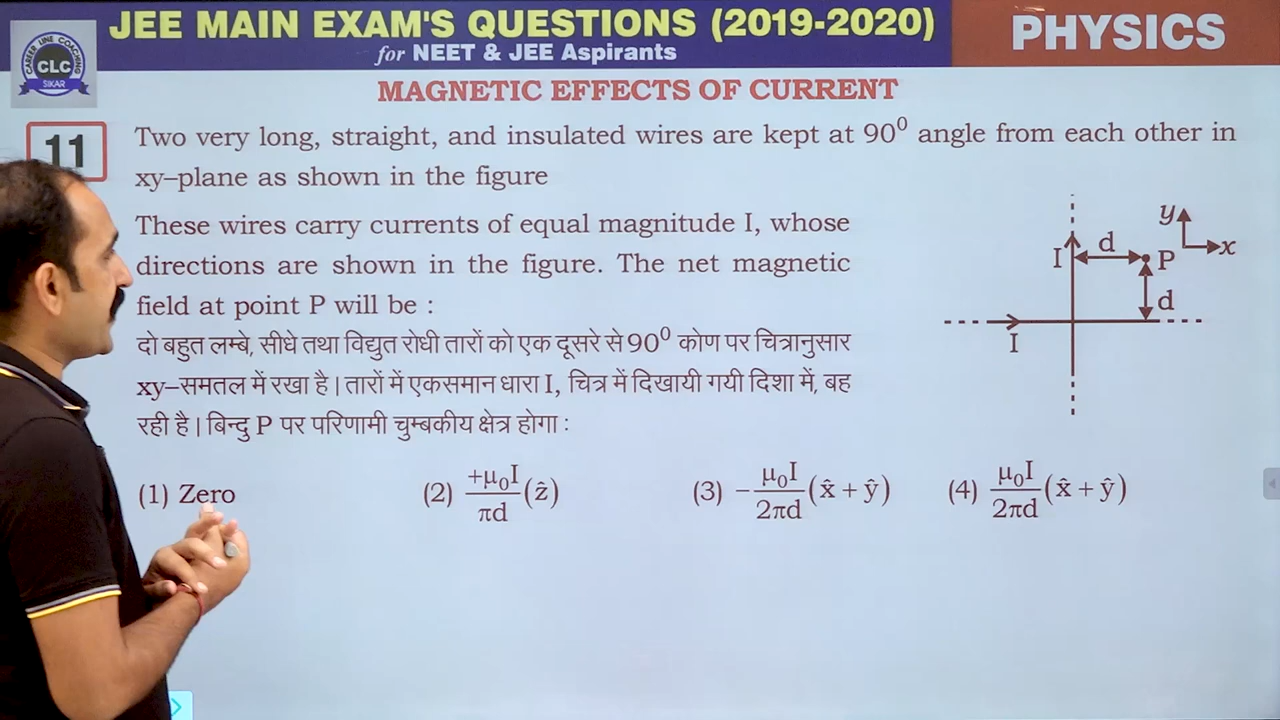 JEE MAIN EXAM'S QUESTIONS (2019-2020)
for NEET & JEE Aspirants
PHYSICS
CAREER LINE COACHING
CLC
SIKAR
MAGNETIC EFFECTS OF CURRENT
11
Two very long, straight, and insulated wires are kept at 90⁰ angle from each other in
xy–plane as shown in the figure
These wires carry currents of equal magnitude I, whose
directions are shown in the figure. The net magnetic
field at point P will be :
दो बहुत लम्बे, सीधे तथा विद्युत रोधी तारों को एक दूसरे से 90⁰ कोण पर चित्रानुसार
xy–समतल में रखा है। तारों में एकसमान धारा I, चित्र में दिखायी गयी दिशा में, बह
रही है। बिन्दु P पर परिणामी चुम्बकीय क्षेत्र होगा :
y
x
I
d
P
d
I
(1) Zero
(2) +μ₀I/πd (ẑ)
(3) −μ₀I/2πd (x̂ + ŷ)
(4) μ₀I/2πd (x̂ + ŷ)